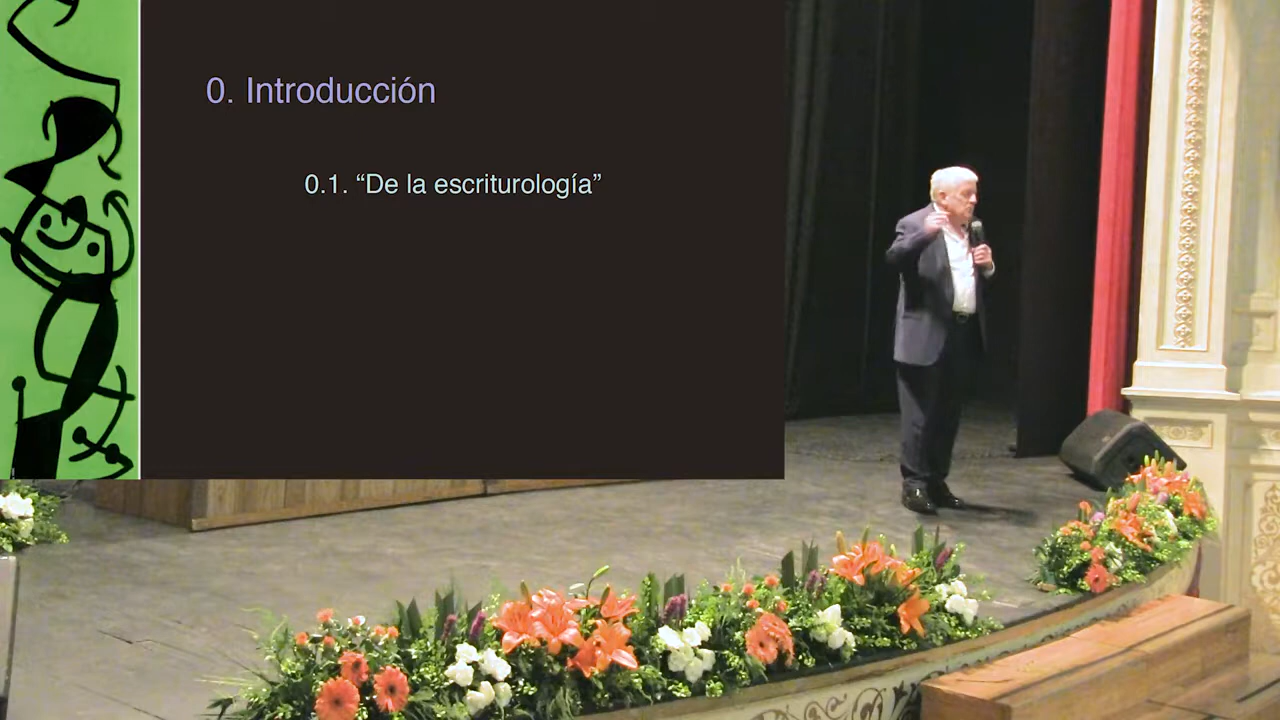 0. Introducción
0.1. “De la escriturología”